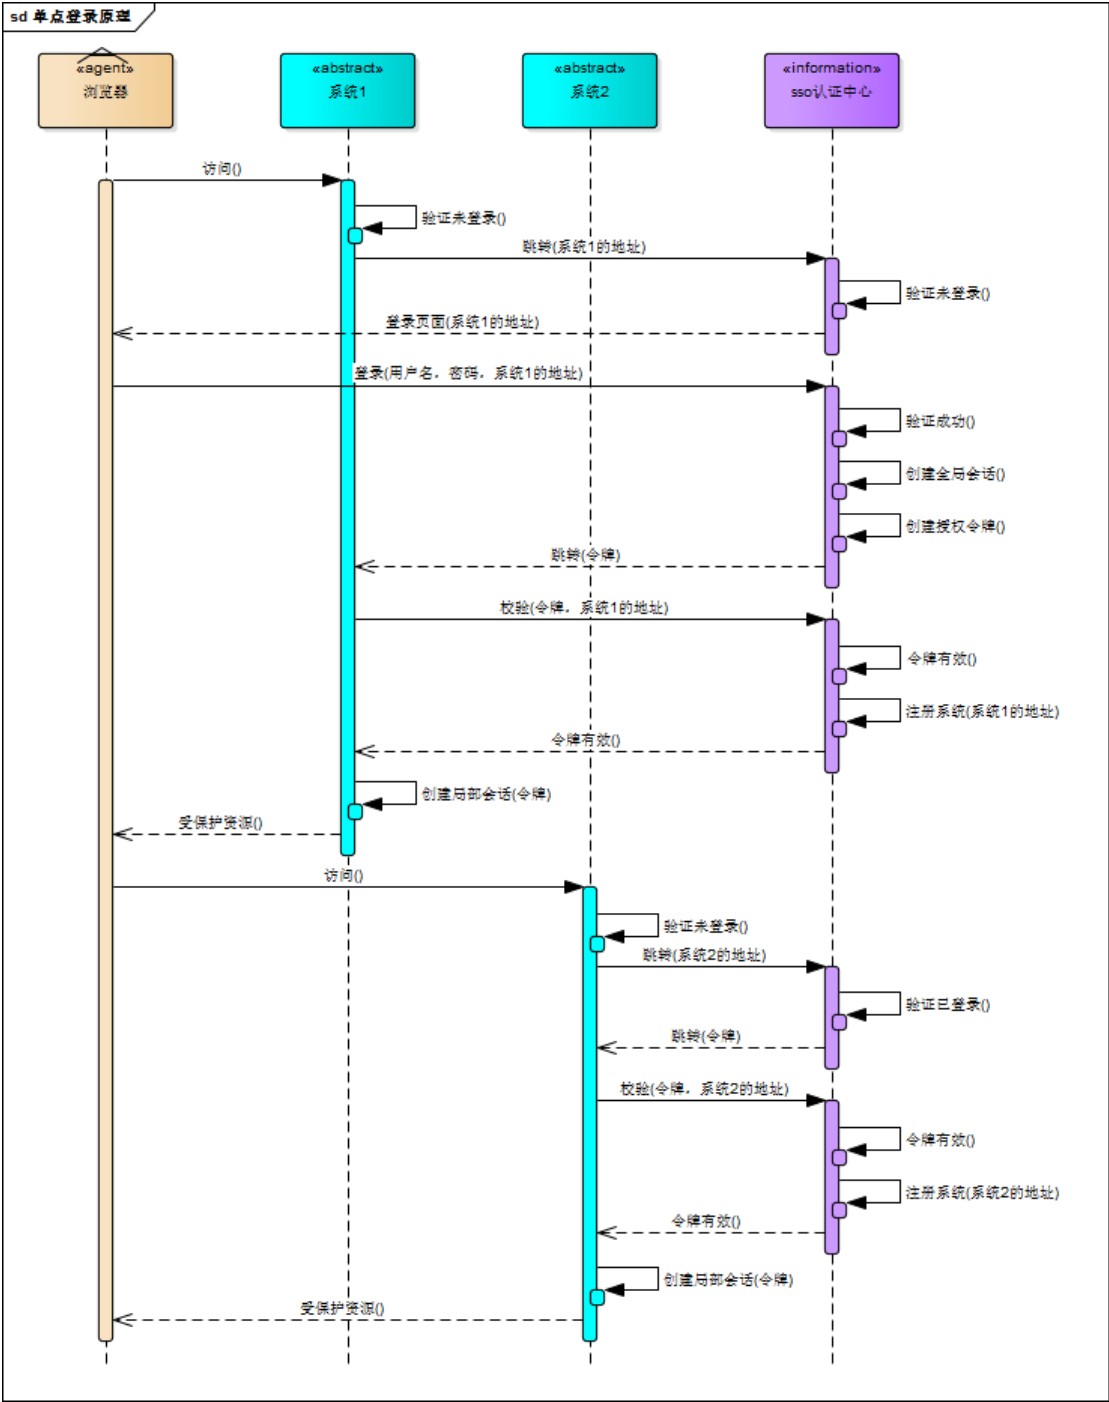 sd 单点登录原理
«agent»
浏览器
«abstract»
系统1
«abstract»
系统2
«information»
sso认证中心
访问()
验证未登录()
跳转(系统1的地址)
验证未登录()
登录页面(系统1的地址)
登录(用户名，密码，系统1的地址)
验证成功()
创建全局会话()
创建授权令牌()
跳转(令牌)
校验(令牌，系统1的地址)
令牌有效()
注册系统(系统1的地址)
令牌有效()
创建局部会话(令牌)
受保护资源()
访问()
验证未登录()
跳转(系统2的地址)
验证已登录()
跳转(令牌)
校验(令牌，系统2的地址)
令牌有效()
注册系统(系统2的地址)
令牌有效()
创建局部会话(令牌)
受保护资源()